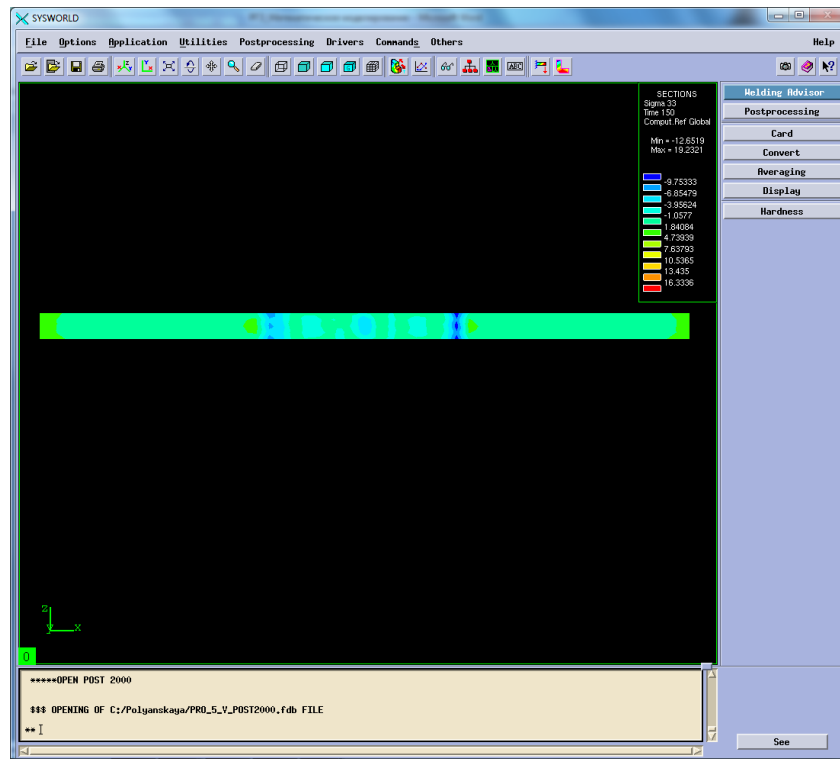 SYSWORLD
File Options Application Utilities Postprocessing Drivers Commands Others Help
SECTIONS
Sigma 33
Time 150
Comput.Ref Global
Min = -12.6519
Max = 19.2321
-9.75333
-6.85479
-3.95624
-1.0577
1.84084
4.73939
7.63793
10.5365
13.435
16.3336
Welding Advisor
Postprocessing
Card
Convert
Averaging
Display
Hardness
z
y x
0
*****OPEN POST 2000
$$$ OPENING OF C:/Polyanskaya/PRO_5_V_POST2000.fdb FILE
**
See